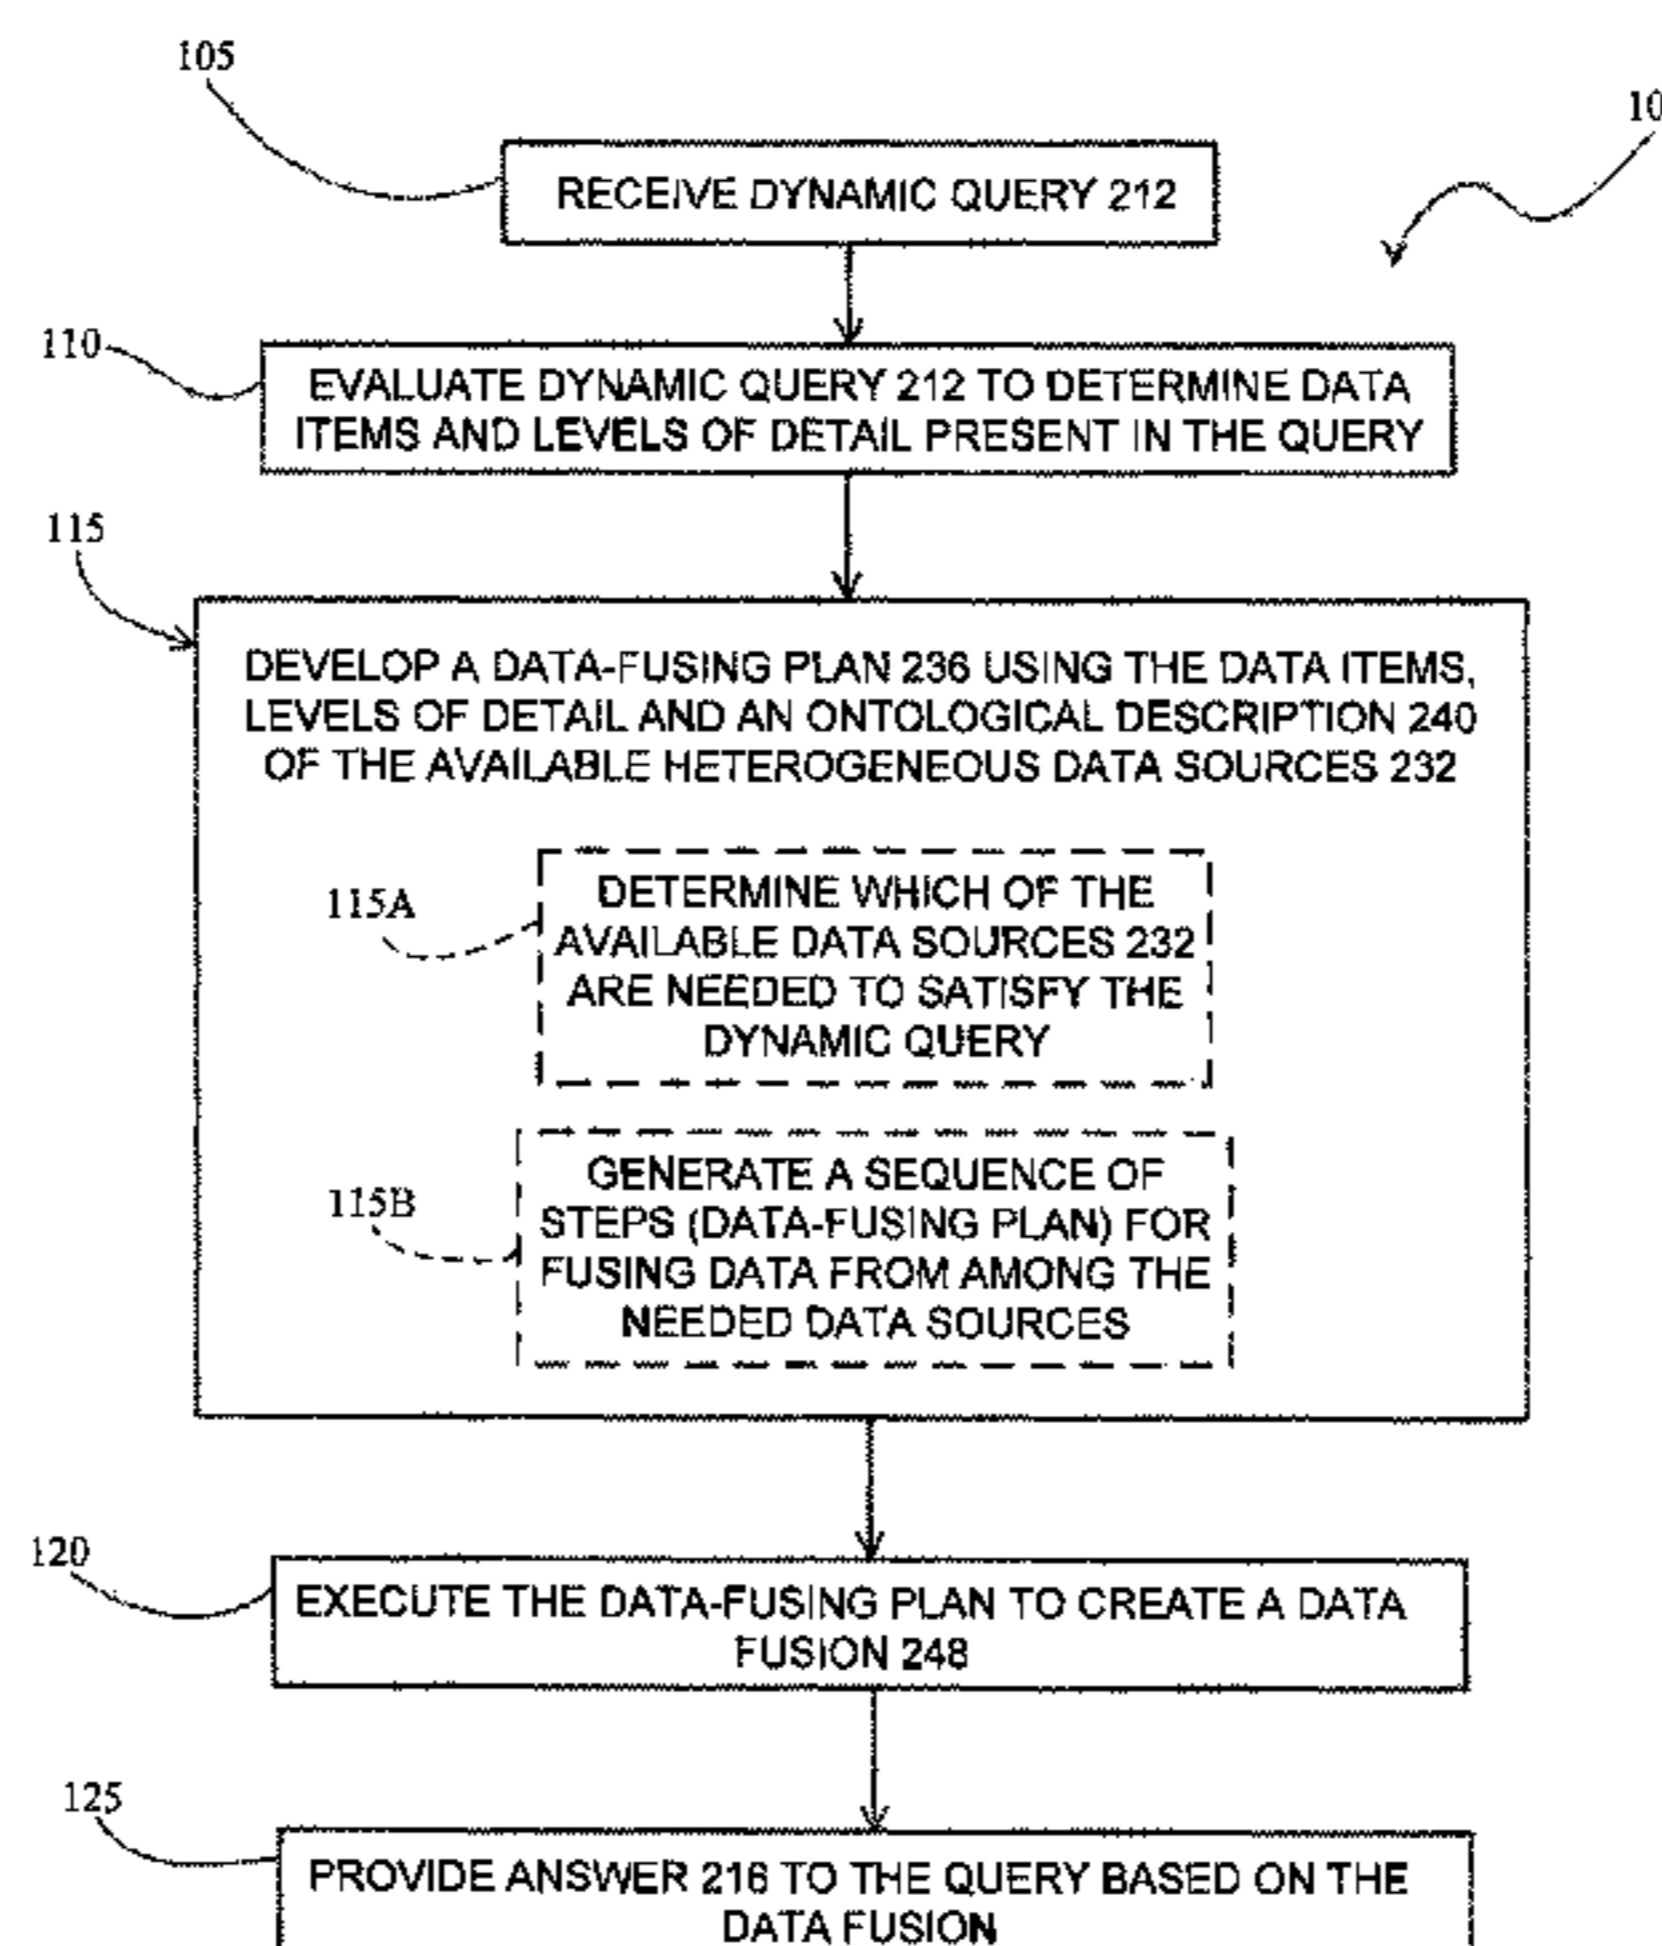 105
10
RECEIVE DYNAMIC QUERY 212
110
EVALUATE DYNAMIC QUERY 212 TO DETERMINE DATA
ITEMS AND LEVELS OF DETAIL PRESENT IN THE QUERY
115
DEVELOP A DATA-FUSING PLAN 236 USING THE DATA ITEMS,
LEVELS OF DETAIL AND AN ONTOLOGICAL DESCRIPTION 240
OF THE AVAILABLE HETEROGENEOUS DATA SOURCES 232
115A
DETERMINE WHICH OF THE
AVAILABLE DATA SOURCES 232
ARE NEEDED TO SATISFY THE
DYNAMIC QUERY
115B
GENERATE A SEQUENCE OF
STEPS (DATA-FUSING PLAN) FOR
FUSING DATA FROM AMONG THE
NEEDED DATA SOURCES
120
EXECUTE THE DATA-FUSING PLAN TO CREATE A DATA
FUSION 248
125
PROVIDE ANSWER 216 TO THE QUERY BASED ON THE
DATA FUSION